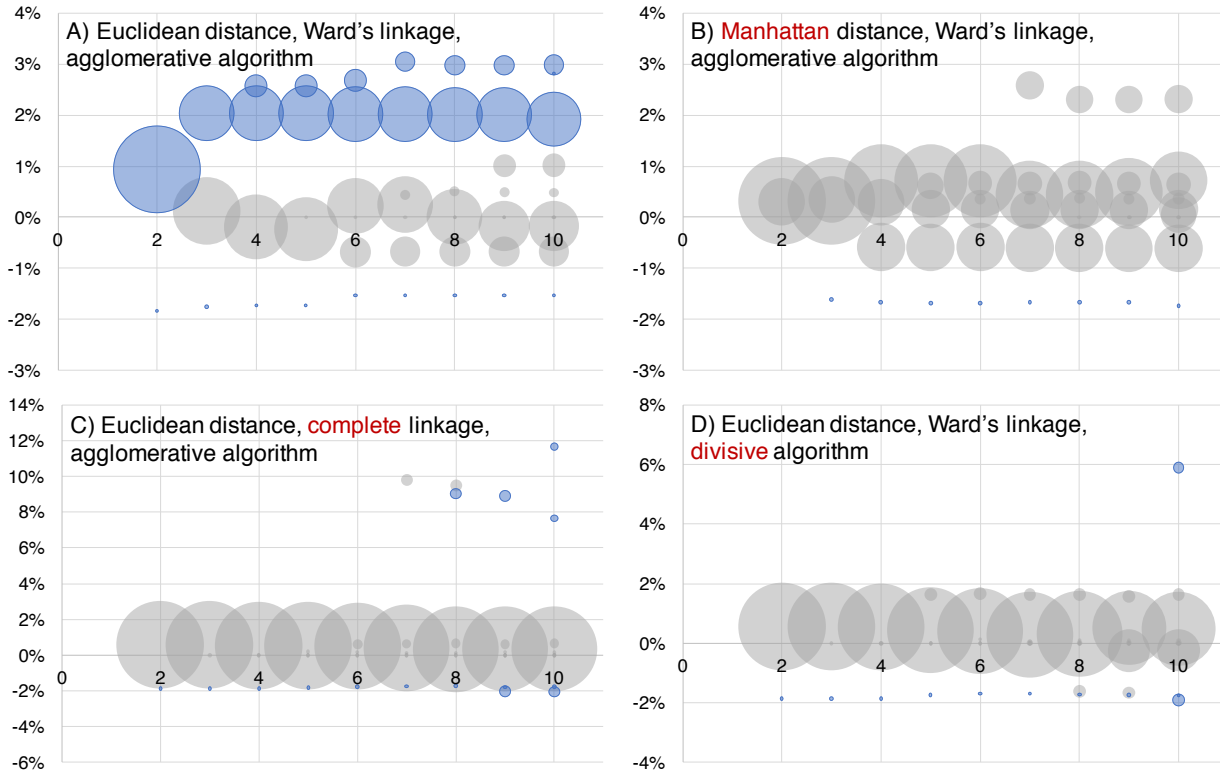 A) Euclidean distance, Ward's linkage,
agglomerative algorithm
4%
3%
2%
1%
0%
-1%
-2%
-3%
0 2 4 6 8 10
B) Manhattan distance, Ward's linkage,
agglomerative algorithm
4%
3%
2%
1%
0%
-1%
-2%
-3%
0 2 4 6 8 10
C) Euclidean distance, complete linkage,
agglomerative algorithm
14%
12%
10%
8%
6%
4%
2%
0%
-2%
-4%
-6%
0 2 4 6 8 10
D) Euclidean distance, Ward's linkage,
divisive algorithm
8%
6%
4%
2%
0%
-2%
-4%
0 2 4 6 8 10